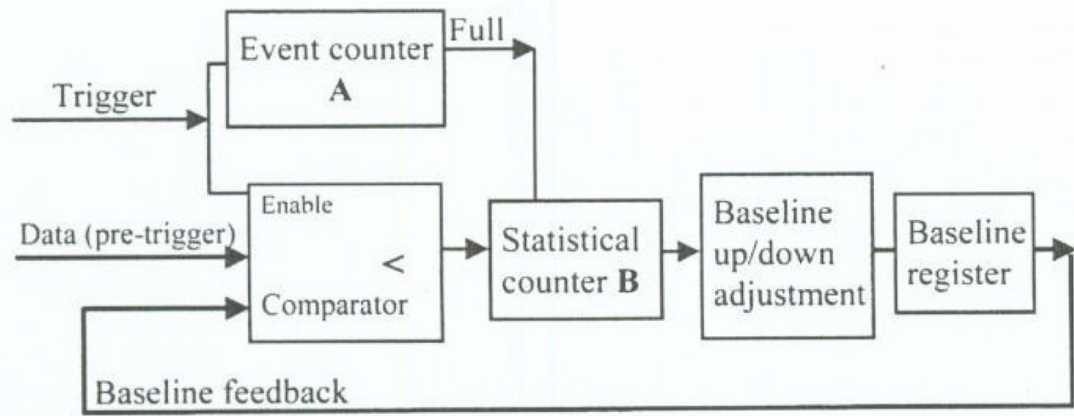 Full
Event counter
A
Trigger
Enable
Data (pre-trigger)
<
Comparator
Statistical
counter B
Baseline
up/down
adjustment
Baseline
register
Baseline feedback